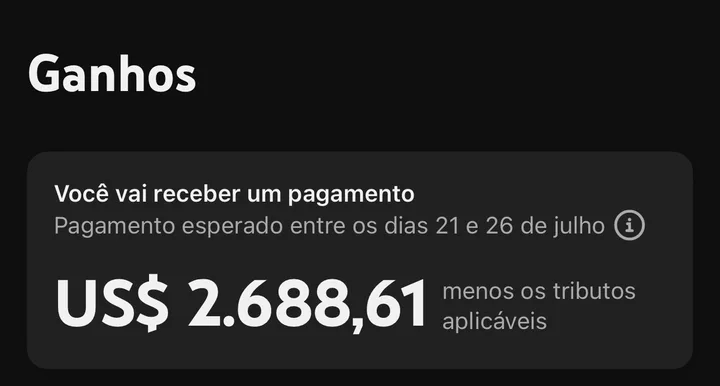 Ganhos
Você vai receber um pagamento
Pagamento esperado entre os dias 21 e 26 de julho
US$ 2.688,61
menos os tributos
aplicáveis